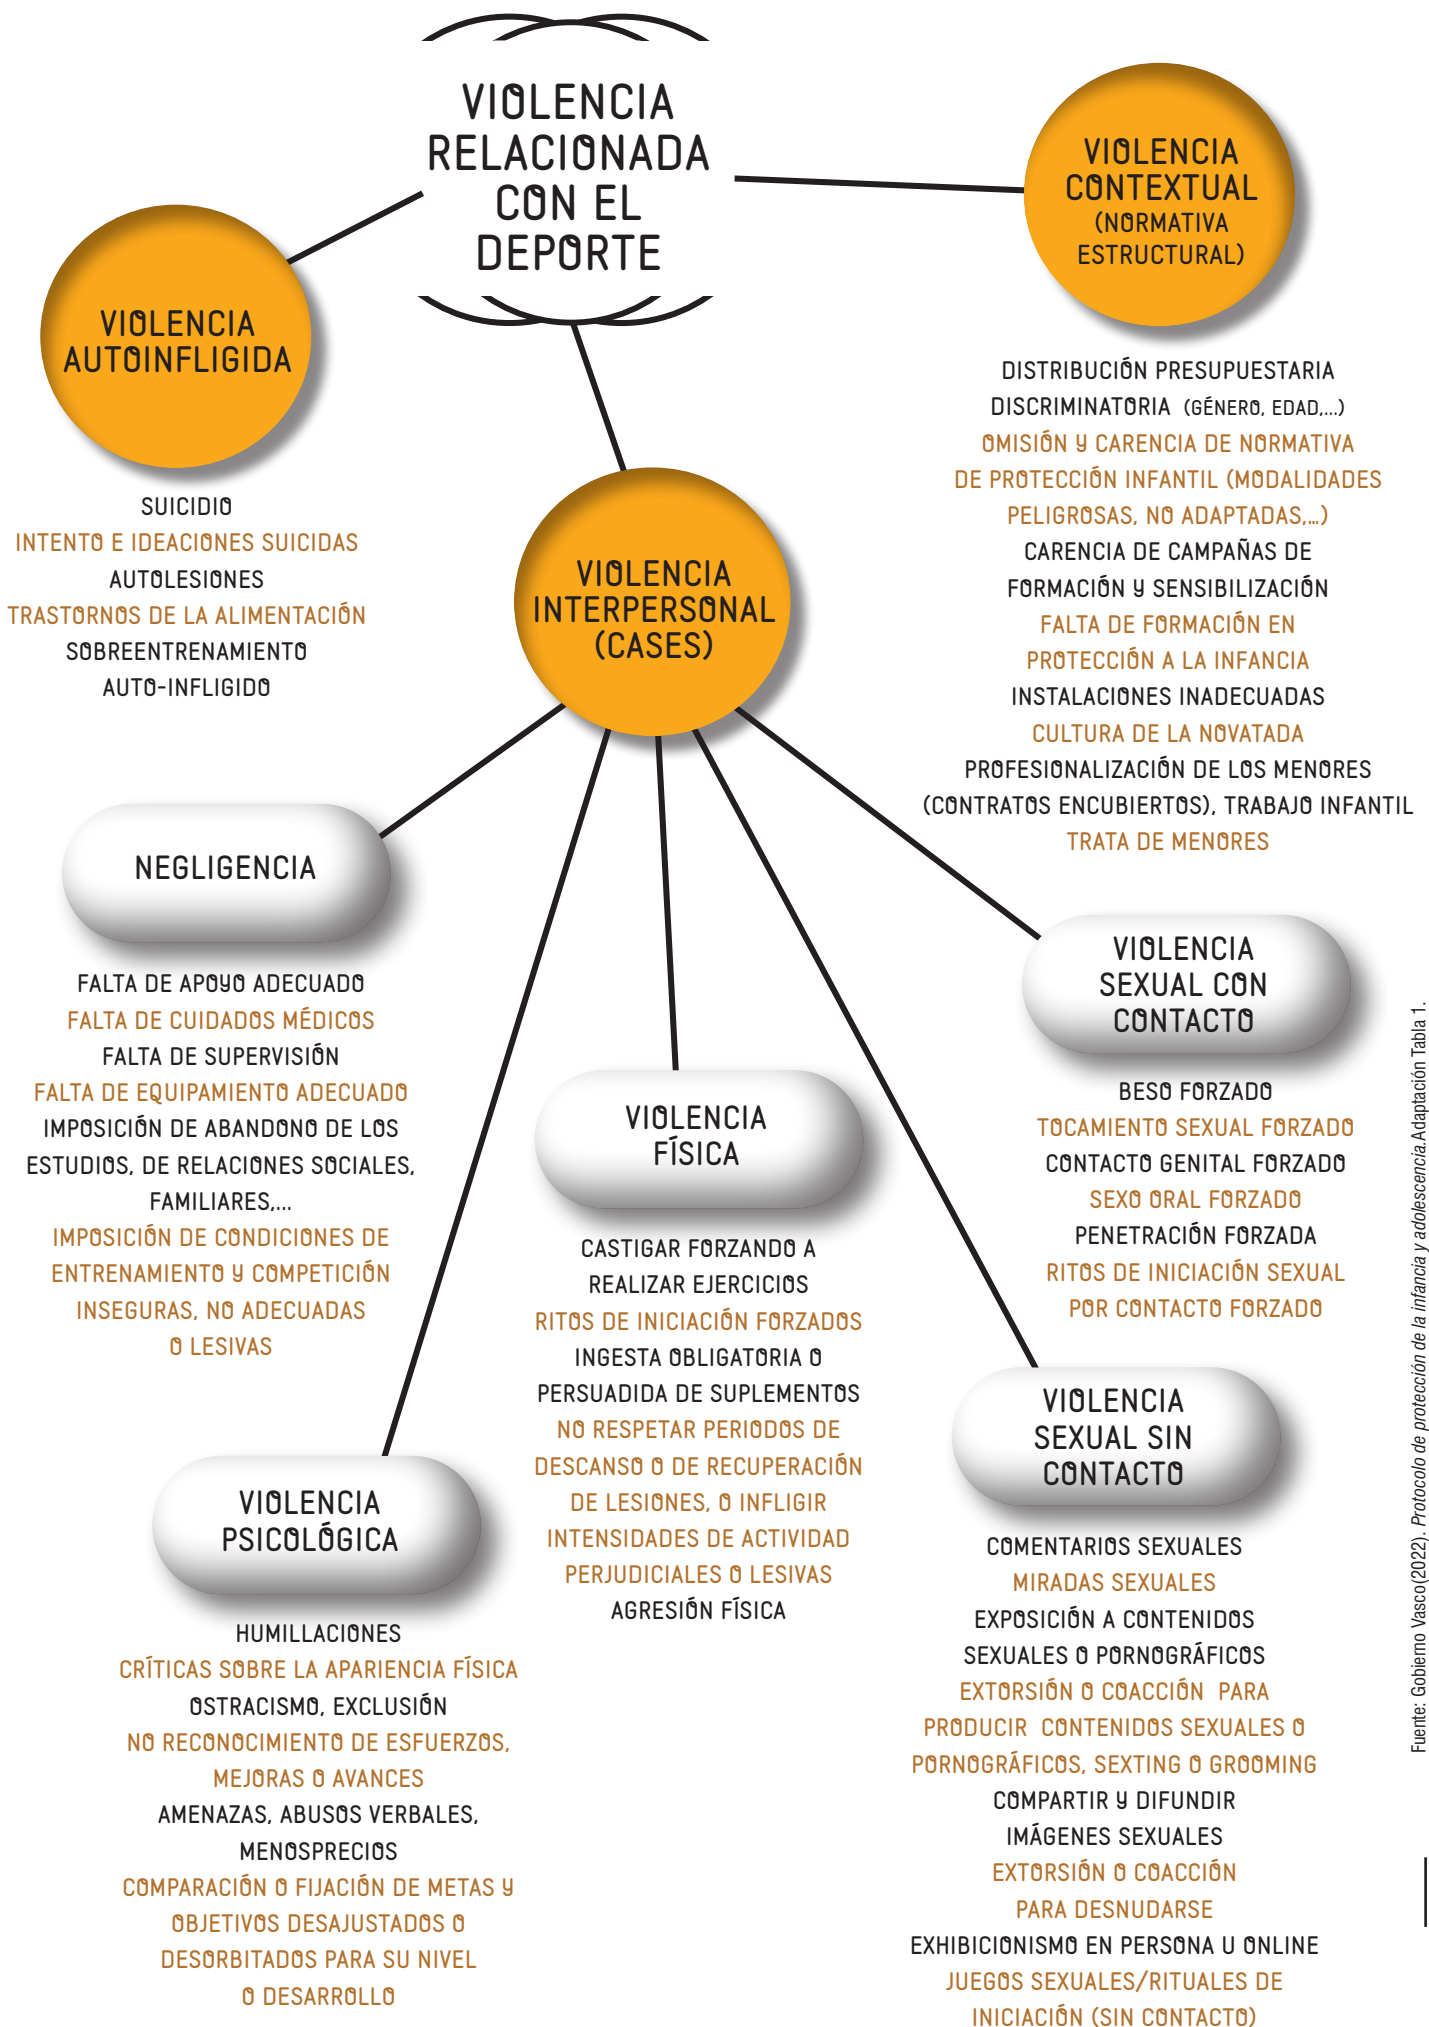 VIOLENCIA
RELACIONADA
CON EL
DEPORTE
VIOLENCIA
AUTOINFLIGIDA
SUICIDIO
INTENTO E IDEACIONES SUICIDAS
AUTOLESIONES
TRASTORNOS DE LA ALIMENTACIÓN
SOBREENTRENAMIENTO
AUTO-INFLIGIDO
VIOLENCIA
CONTEXTUAL
(NORMATIVA
ESTRUCTURAL)
DISTRIBUCIÓN PRESUPUESTARIA
DISCRIMINATORIA (GÉNERO, EDAD,...)
OMISIÓN Y CARENCIA DE NORMATIVA
DE PROTECCIÓN INFANTIL (MODALIDADES
PELIGROSAS, NO ADAPTADAS,…)
CARENCIA DE CAMPAÑAS DE
FORMACIÓN Y SENSIBILIZACIÓN
FALTA DE FORMACIÓN EN
PROTECCIÓN A LA INFANCIA
INSTALACIONES INADECUADAS
CULTURA DE LA NOVATADA
PROFESIONALIZACIÓN DE LOS MENORES
(CONTRATOS ENCUBIERTOS), TRABAJO INFANTIL
TRATA DE MENORES
VIOLENCIA
INTERPERSONAL
(CASES)
NEGLIGENCIA
FALTA DE APOYO ADECUADO
FALTA DE CUIDADOS MÉDICOS
FALTA DE SUPERVISIÓN
FALTA DE EQUIPAMIENTO ADECUADO
IMPOSICIÓN DE ABANDONO DE LOS
ESTUDIOS, DE RELACIONES SOCIALES,
FAMILIARES,...
IMPOSICIÓN DE CONDICIONES DE
ENTRENAMIENTO Y COMPETICIÓN
INSEGURAS, NO ADECUADAS
O LESIVAS
VIOLENCIA
PSICOLÓGICA
HUMILLACIONES
CRÍTICAS SOBRE LA APARIENCIA FÍSICA
OSTRACISMO, EXCLUSIÓN
NO RECONOCIMIENTO DE ESFUERZOS,
MEJORAS O AVANCES
AMENAZAS, ABUSOS VERBALES,
MENOSPRECIOS
COMPARACIÓN O FIJACIÓN DE METAS Y
OBJETIVOS DESAJUSTADOS O
DESORBITADOS PARA SU NIVEL
O DESARROLLO
VIOLENCIA
FÍSICA
CASTIGAR FORZANDO A
REALIZAR EJERCICIOS
RITOS DE INICIACIÓN FORZADOS
INGESTA OBLIGATORIA O
PERSUADIDA DE SUPLEMENTOS
NO RESPETAR PERIODOS DE
DESCANSO O DE RECUPERACIÓN
DE LESIONES, O INFLIGIR
INTENSIDADES DE ACTIVIDAD
PERJUDICIALES O LESIVAS
AGRESIÓN FÍSICA
VIOLENCIA
SEXUAL CON
CONTACTO
BESO FORZADO
TOCAMIENTO SEXUAL FORZADO
CONTACTO GENITAL FORZADO
SEXO ORAL FORZADO
PENETRACIÓN FORZADA
RITOS DE INICIACIÓN SEXUAL
POR CONTACTO FORZADO
VIOLENCIA
SEXUAL SIN
CONTACTO
COMENTARIOS SEXUALES
MIRADAS SEXUALES
EXPOSICIÓN A CONTENIDOS
SEXUALES O PORNOGRÁFICOS
EXTORSIÓN O COACCIÓN PARA
PRODUCIR CONTENIDOS SEXUALES O
PORNOGRÁFICOS, SEXTING O GROOMING
COMPARTIR Y DIFUNDIR
IMÁGENES SEXUALES
EXTORSIÓN O COACCIÓN
PARA DESNUDARSE
EXHIBICIONISMO EN PERSONA U ONLINE
JUEGOS SEXUALES/RITUALES DE
INICIACIÓN (SIN CONTACTO)
Fuente: Gobierno Vasco(2022). Protocolo de protección de la infancia y adolescencia.Adaptación Tabla 1.